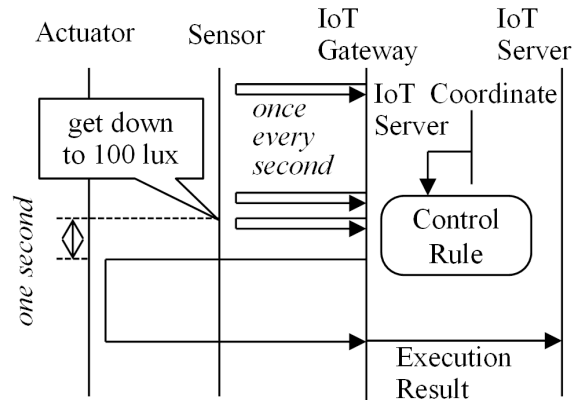 Actuator
Sensor
IoT
Gateway
IoT
Server
get down
to 100 lux
once
every
second
IoT Coordinate
Server
Control
Rule
one second
Execution
Result